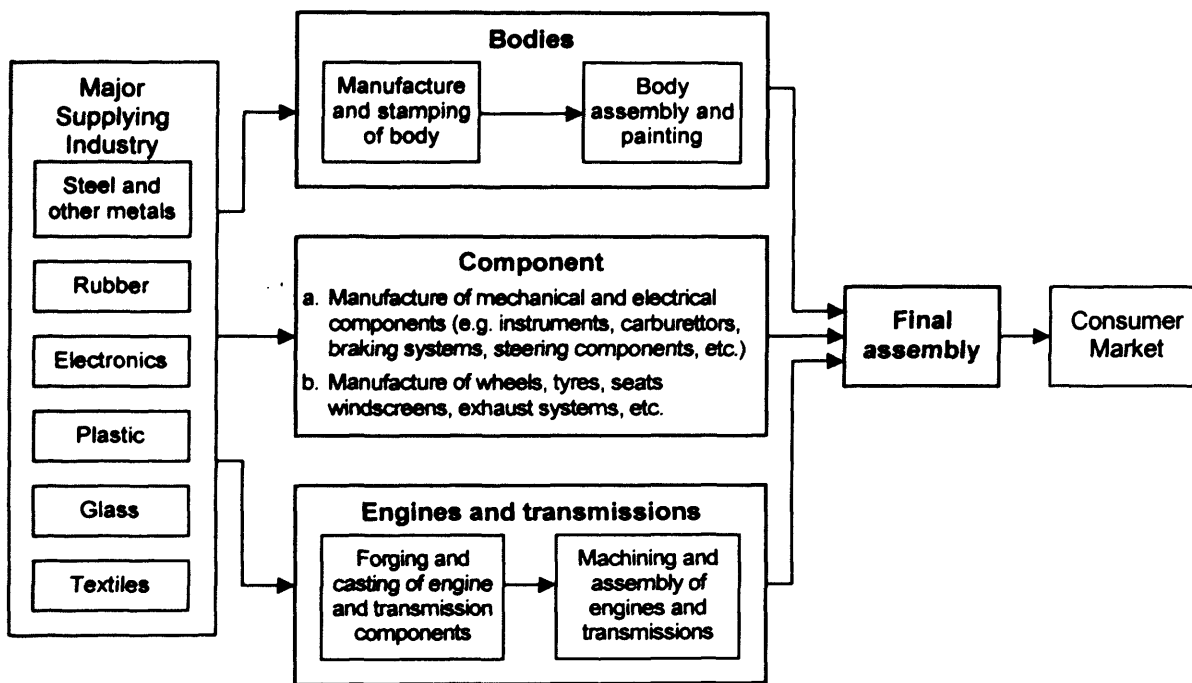 Major
Supplying
Industry
Steel and
other metals
Rubber
Electronics
Plastic
Glass
Textiles
Bodies
Manufacture
and stamping
of body
Body
assembly and
painting
Component
a. Manufacture of mechanical and electrical
components (e.g. instruments, carburettors,
braking systems, steering components, etc.)
b. Manufacture of wheels, tyres, seats
windscreens, exhaust systems, etc.
Engines and transmissions
Forging and
casting of engine
and transmission
components
Machining and
assembly of
engines and
transmissions
Final
assembly
Consumer
Market